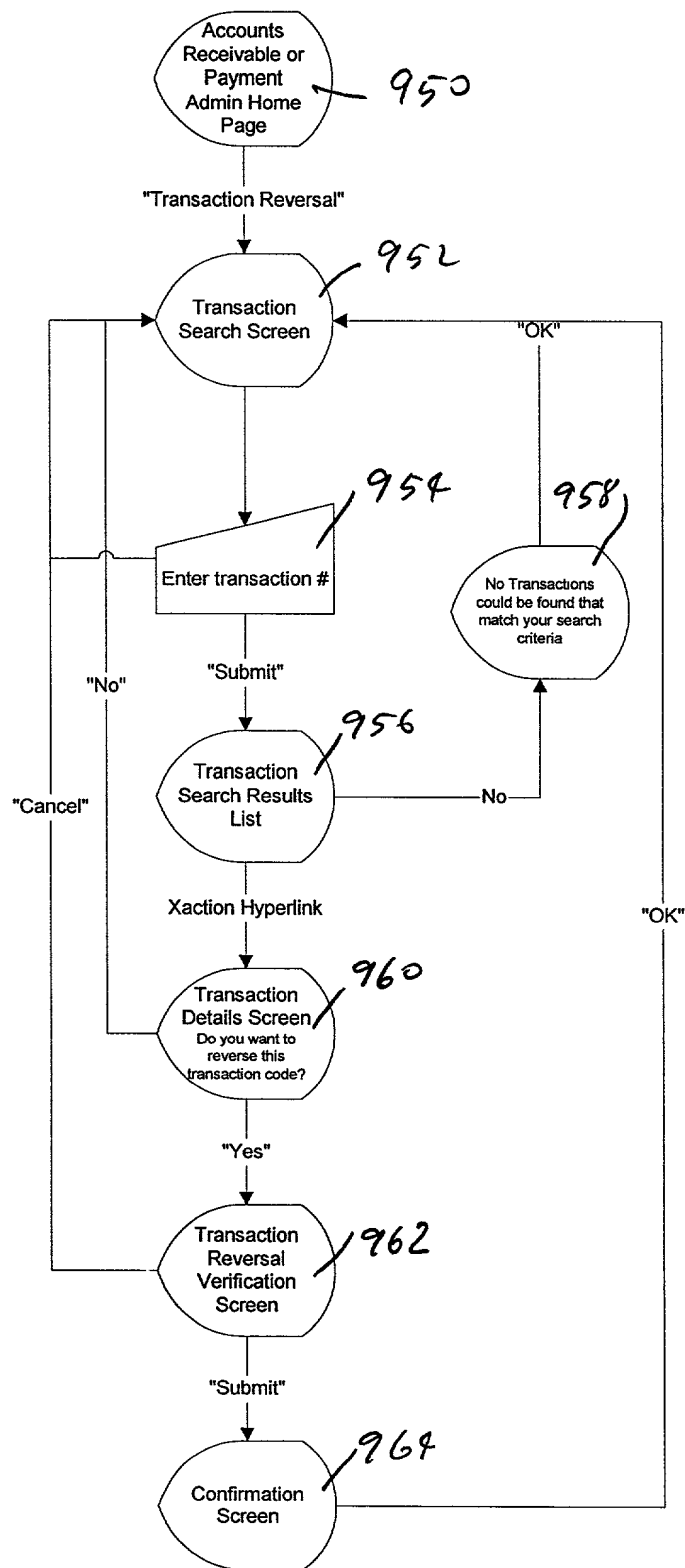 Accounts
Receivable or
Payment
Admin Home
Page
950
"Transaction Reversal"
952
Transaction
Search Screen
"OK"
954
958
Enter transaction #
No Transactions
could be found that
match your search
criteria
"Submit"
"No"
956
Transaction
Search Results
List
No
"Cancel"
Xaction Hyperlink
"OK"
960
Transaction
Details Screen
Do you want to
reverse this
transaction code?
"Yes"
962
Transaction
Reversal
Verification
Screen
"Submit"
964
Confirmation
Screen